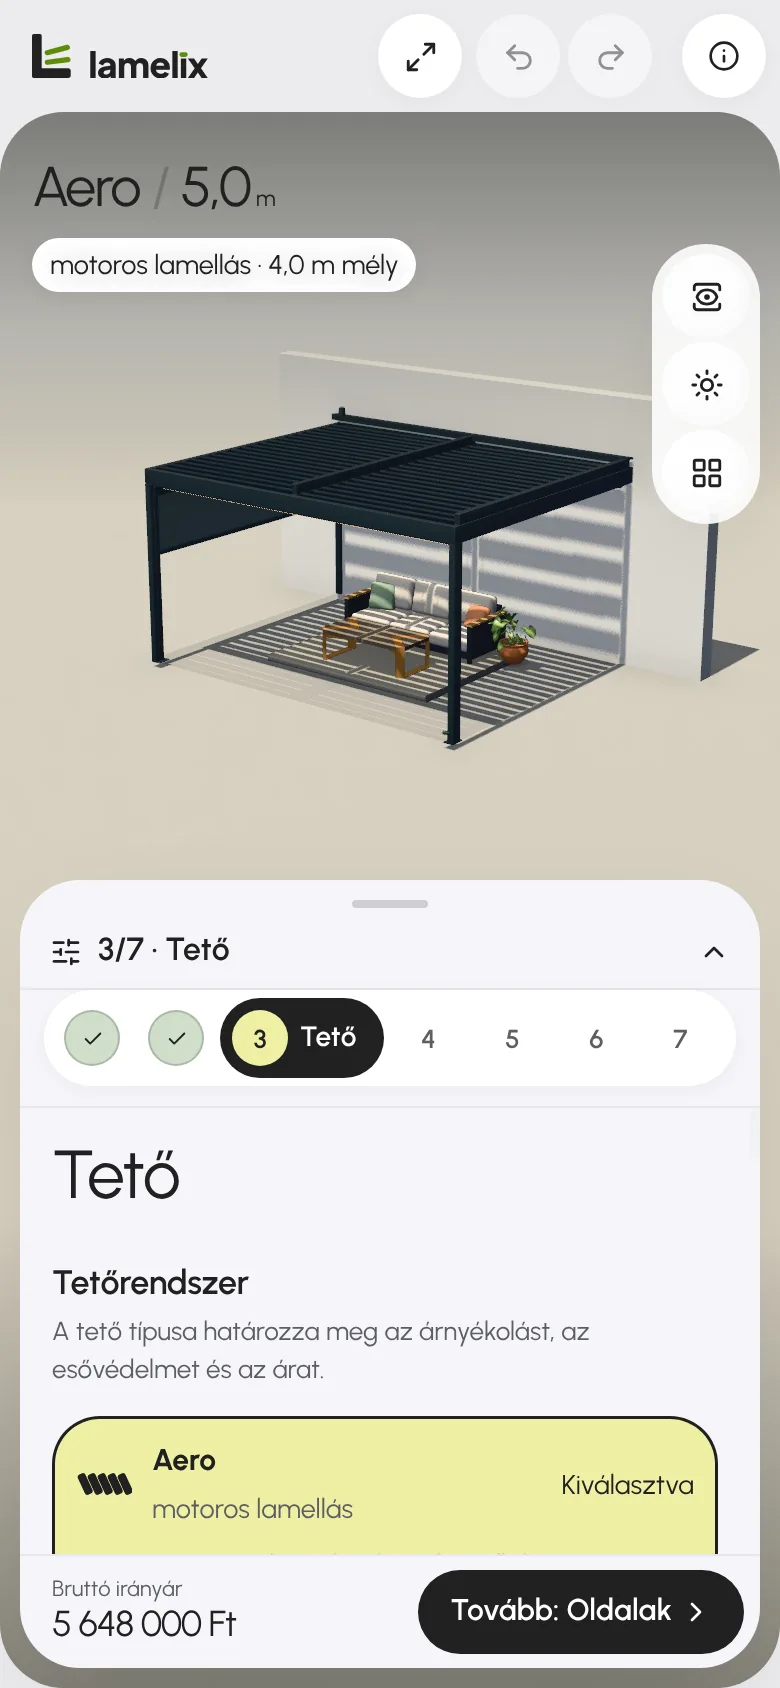 lamelix
Aero / 5,0 m
motoros lamellás · 4,0 m mély
3/7 · Tető
3 Tető 4 5 6 7
Tető
Tetőrendszer
A tető típusa határozza meg az árnyékolást, az
esővédelmet és az árat.
Aero
Kiválasztva
motoros lamellás
Bruttó irányár
5 648 000 Ft
Tovább: Oldalak